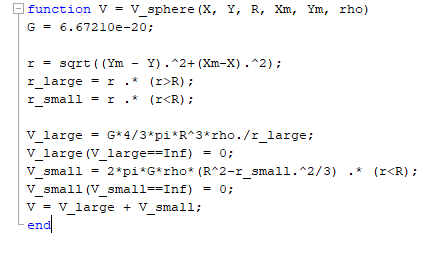 function V = V_sphere(X, Y, R, Xm, Ym, rho)
G = 6.67210e-20;
r = sqrt((Ym - Y).^2+(Xm-X).^2);
r_large = r .* (r>R);
r_small = r .* (r<R);
V_large = G*4/3*pi*R^3*rho./r_large;
V_large(V_large==Inf) = 0;
V_small = 2*pi*G*rho*(R^2-r_small.^2/3) .* (r<R);
V_small(V_small==Inf) = 0;
V = V_large + V_small;
end